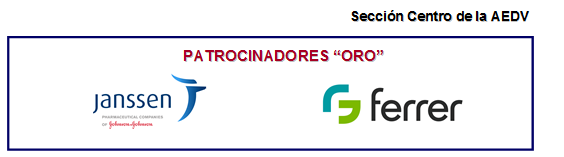 Sección Centro de la AEDV
PATROCINADORES “ORO”
janssen
PHARMACEUTICAL COMPANIES
OF Johnson & Johnson
ferrer